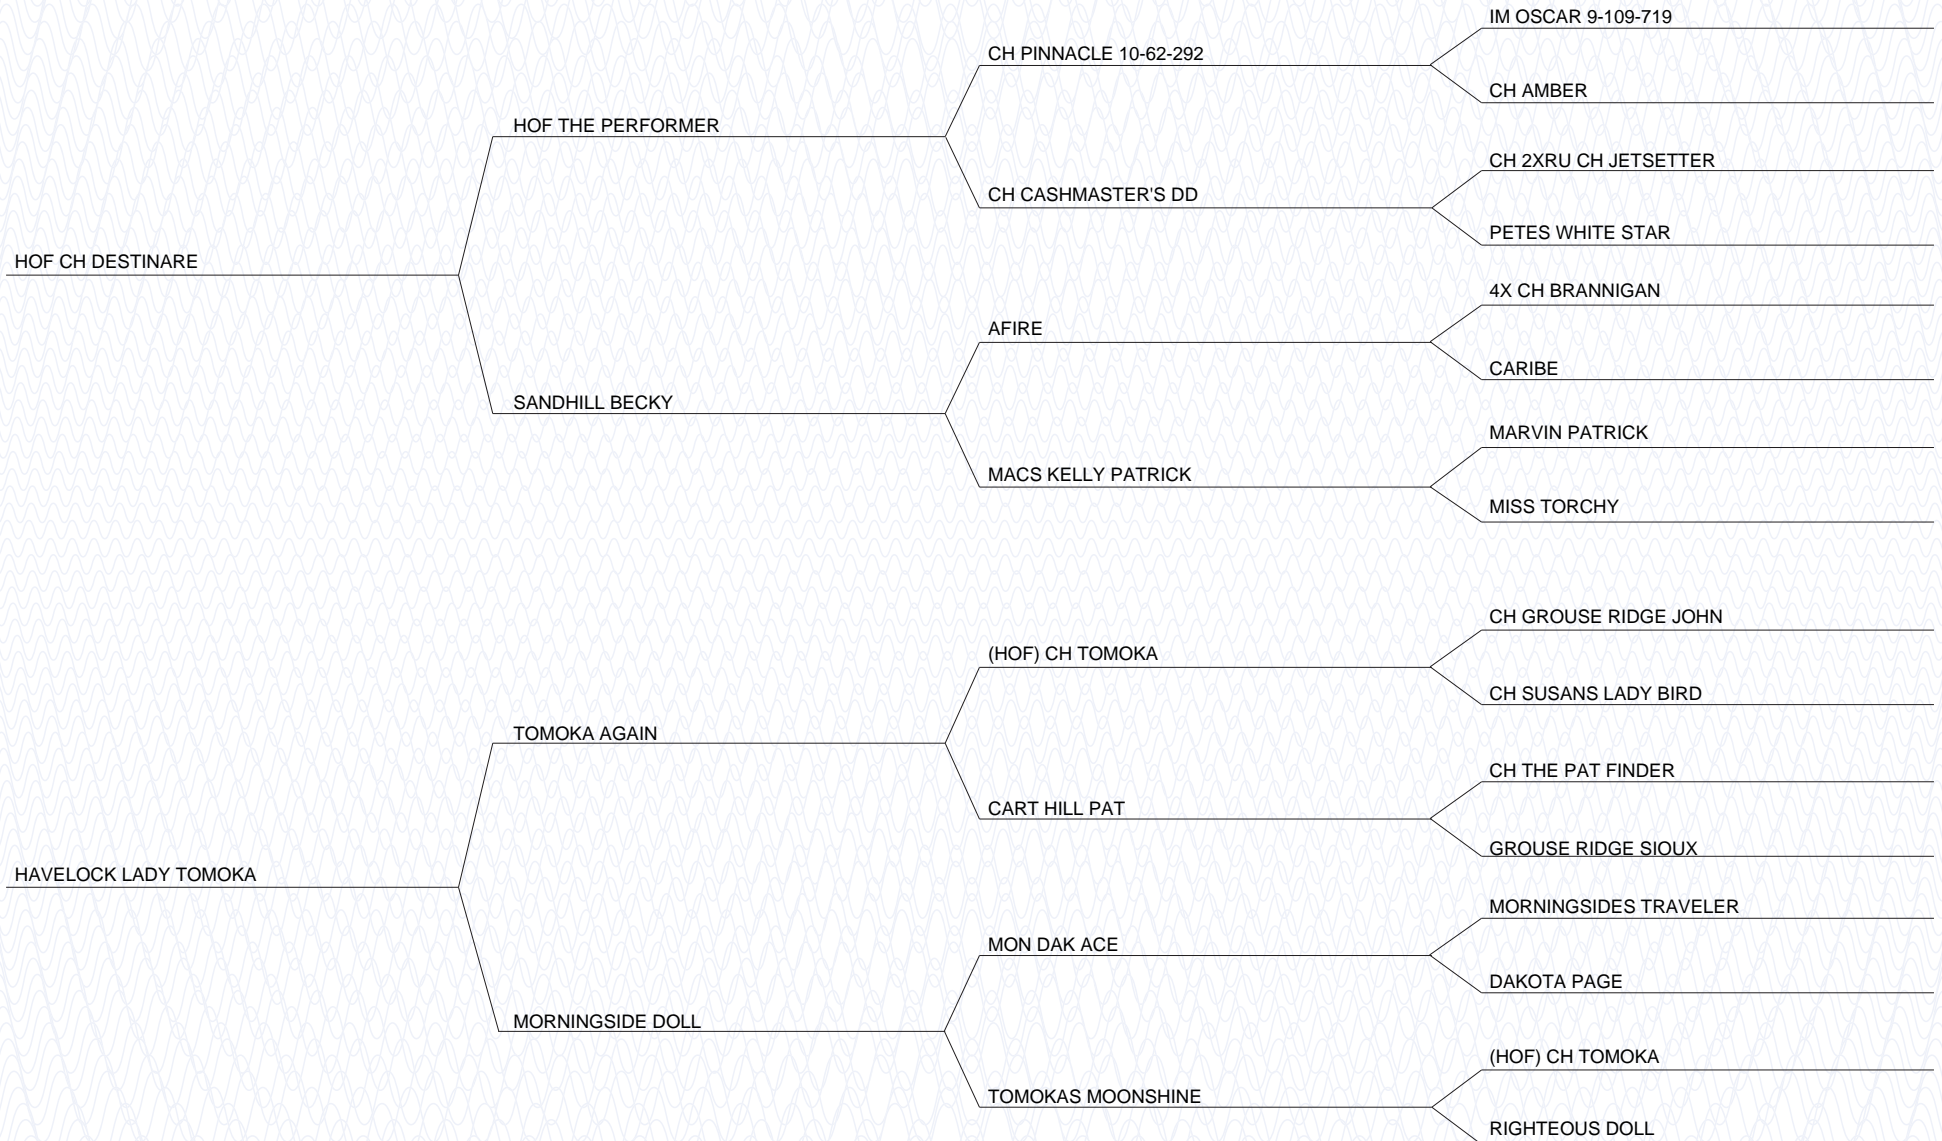 IM OSCAR 9-109-719
CH PINNACLE 10-62-292
CH AMBER
HOF THE PERFORMER
CH 2XRU CH JETSETTER
CH CASHMASTER'S DD
PETES WHITE STAR
HOF CH DESTINARE
4X CH BRANNIGAN
AFIRE
CARIBE
SANDHILL BECKY
MARVIN PATRICK
MACS KELLY PATRICK
MISS TORCHY
CH GROUSE RIDGE JOHN
(HOF) CH TOMOKA
CH SUSANS LADY BIRD
TOMOKA AGAIN
CH THE PAT FINDER
CART HILL PAT
GROUSE RIDGE SIOUX
HAVELOCK LADY TOMOKA
MORNINGSIDES TRAVELER
MON DAK ACE
DAKOTA PAGE
MORNINGSIDE DOLL
(HOF) CH TOMOKA
TOMOKAS MOONSHINE
RIGHTEOUS DOLL